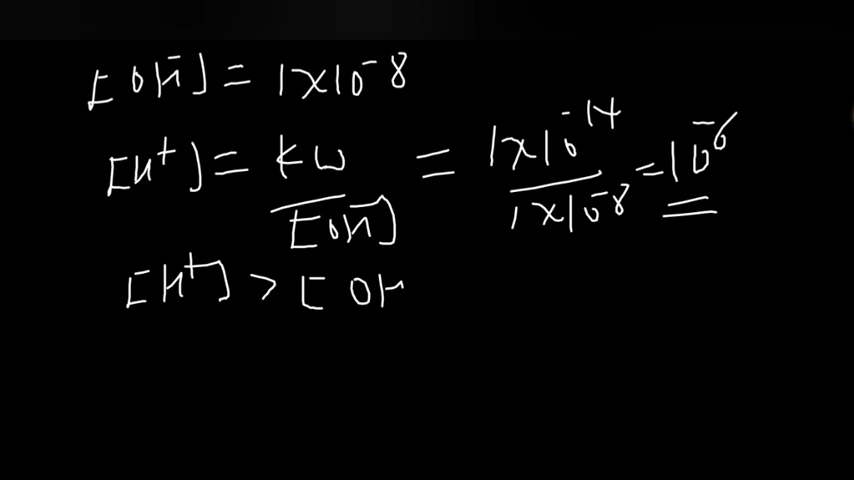 [OH⁻] = 1x10⁻⁸
[H⁺] = kw / [OH⁻] = 1x10⁻¹⁴ / 1x10⁻⁸ = 10⁻⁶
[H⁺] > [OH